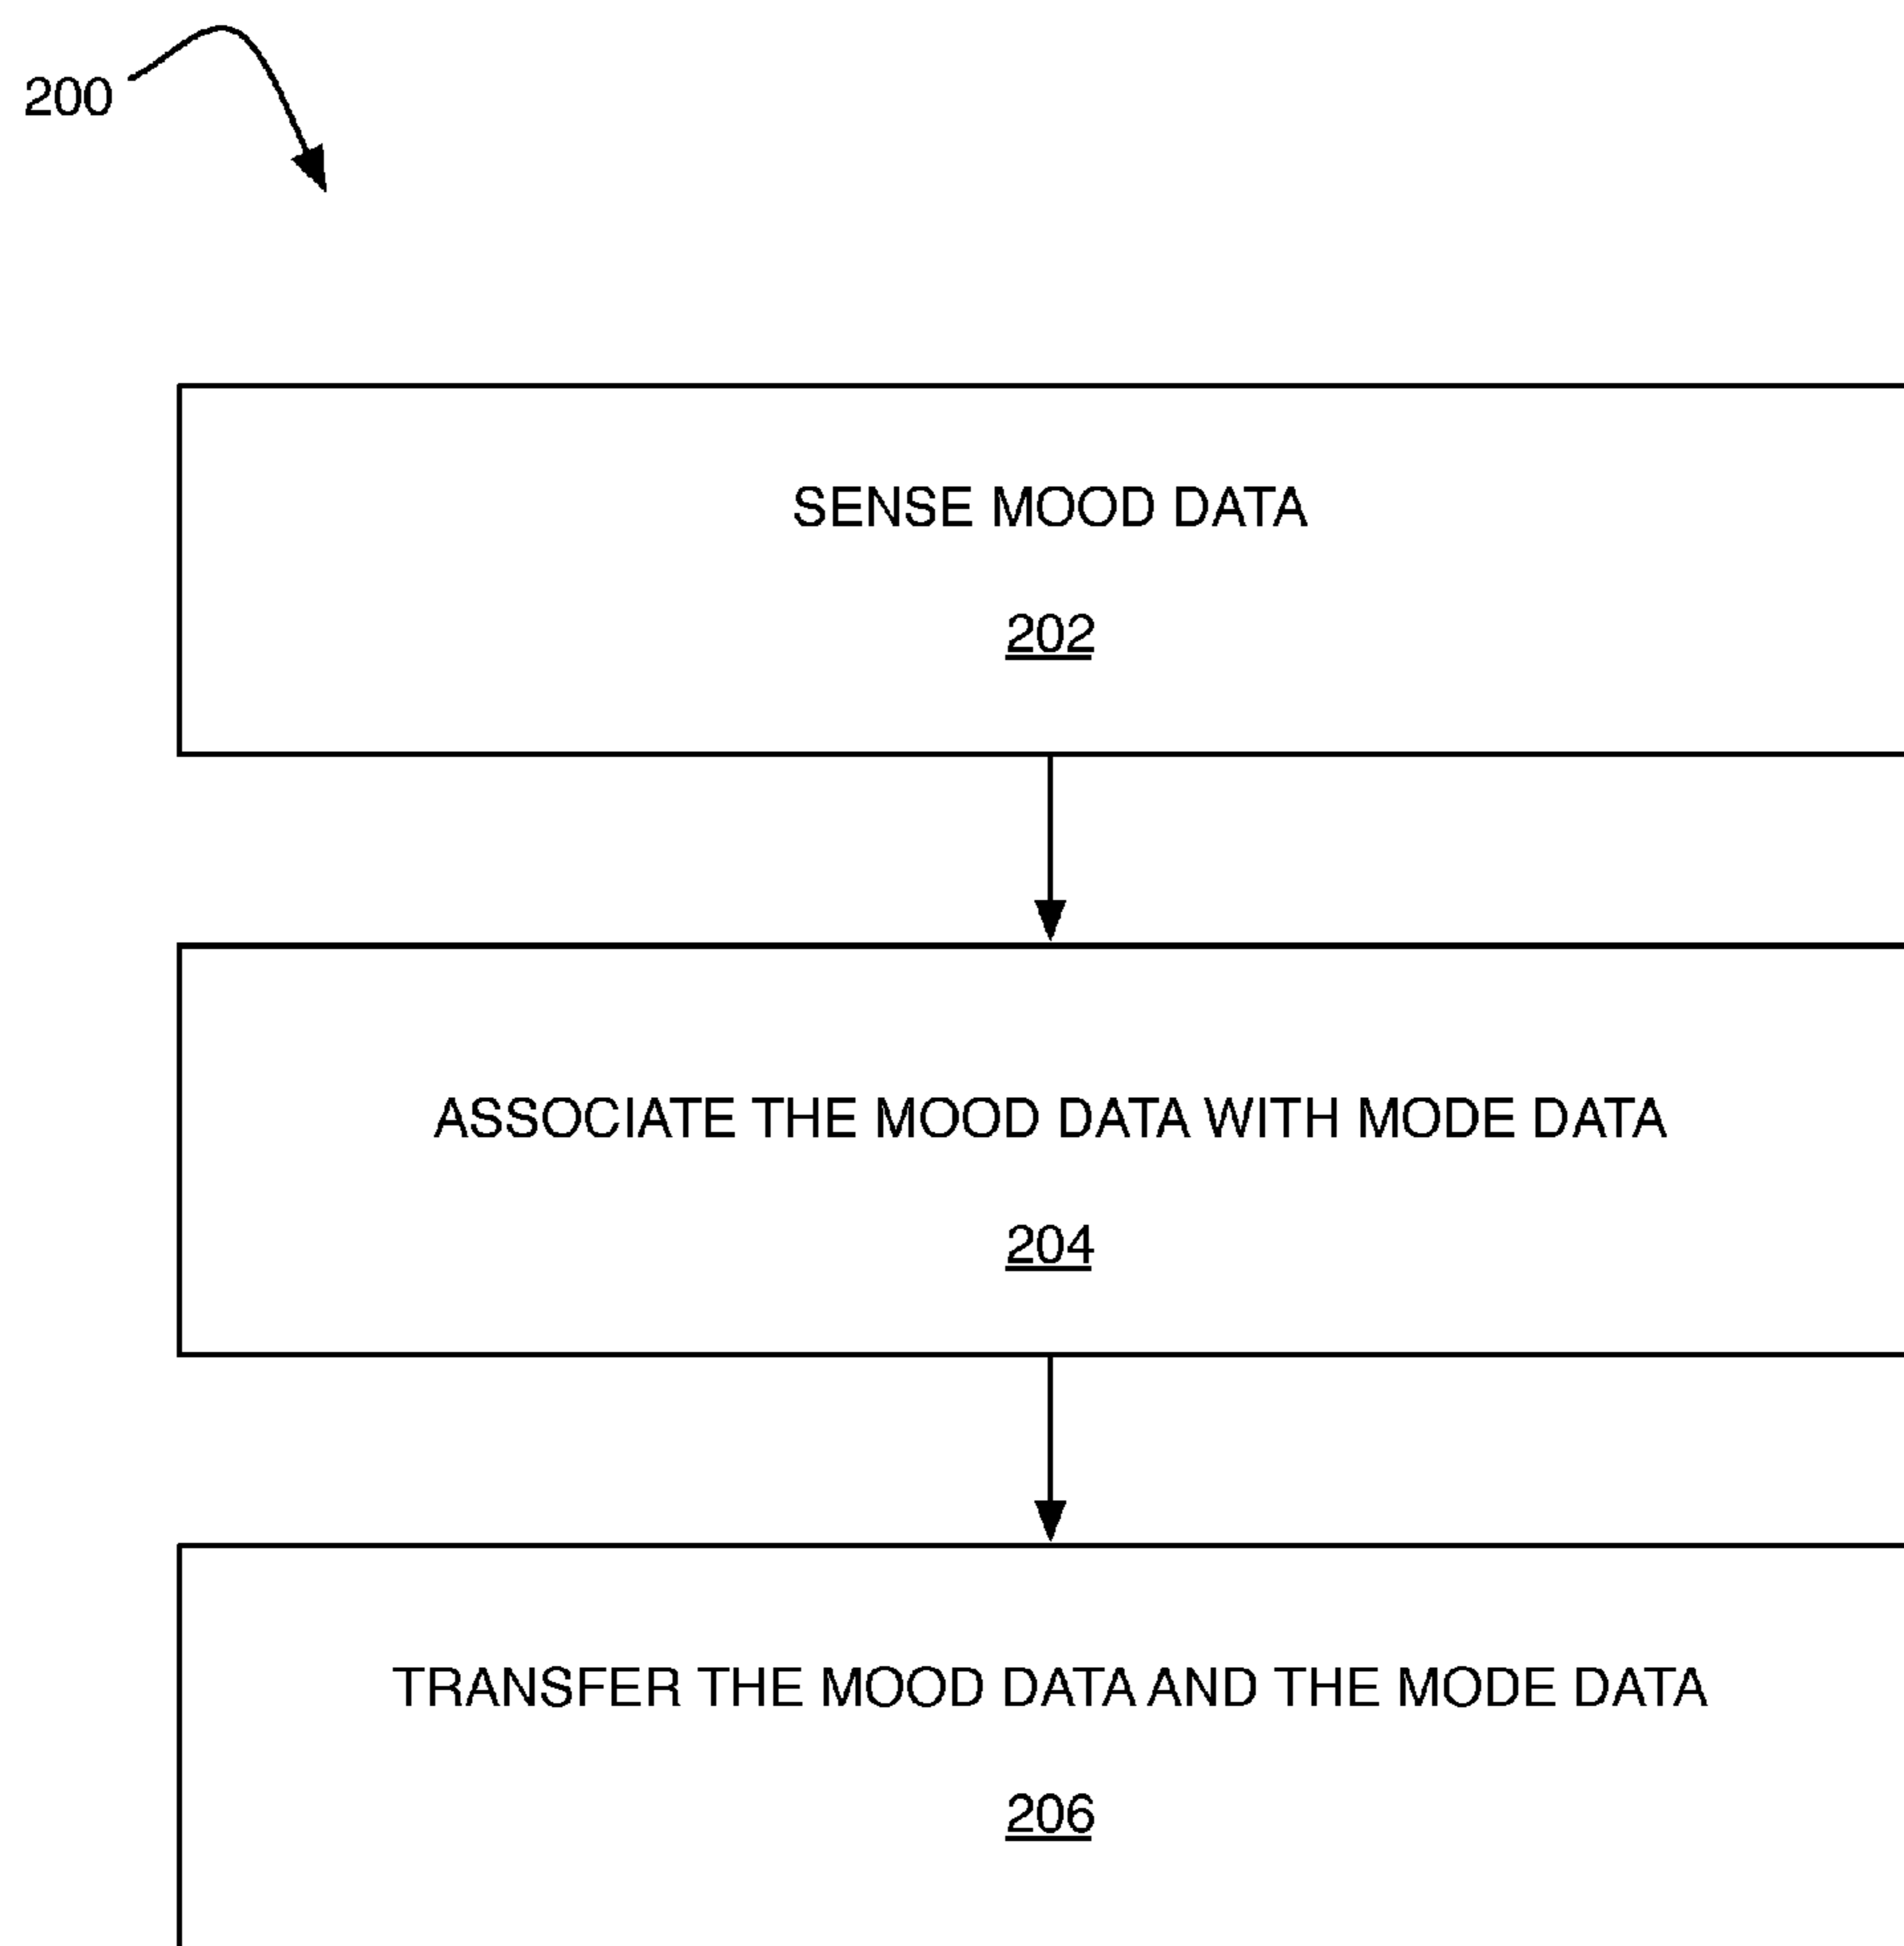 200
SENSE MOOD DATA
202
ASSOCIATE THE MOOD DATA WITH MODE DATA
204
TRANSFER THE MOOD DATA AND THE MODE DATA
206